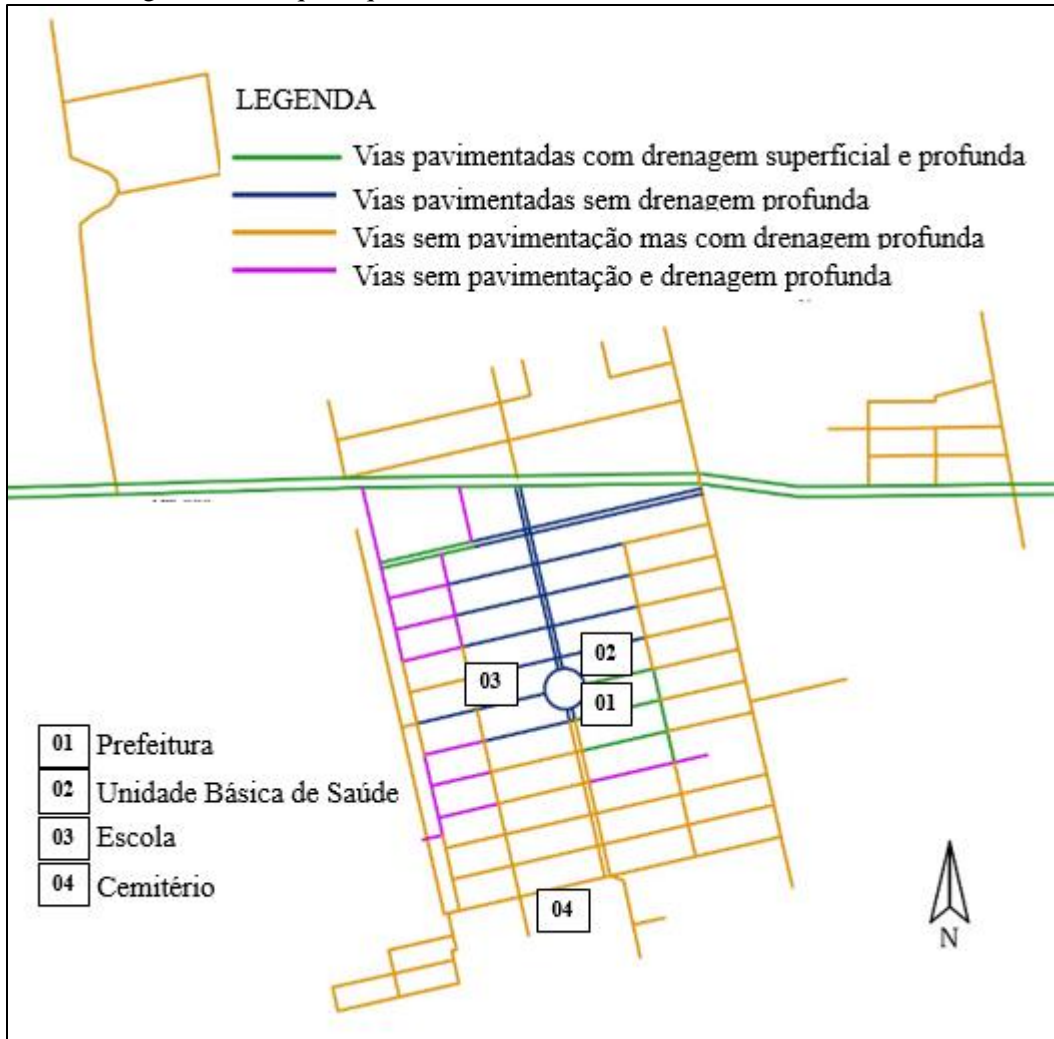 LEGENDA
Vias pavimentadas com drenagem superfícial e profunda
Vias pavimentadas sem drenagem profunda
Vias sem pavimentação mas com drenagem profunda
Vias sem pavimentação e drenagem profunda
02
03
01
01 Prefeitura
02 Unidade Básica de Saúde
03 Escola
04 Cemitério
04
N